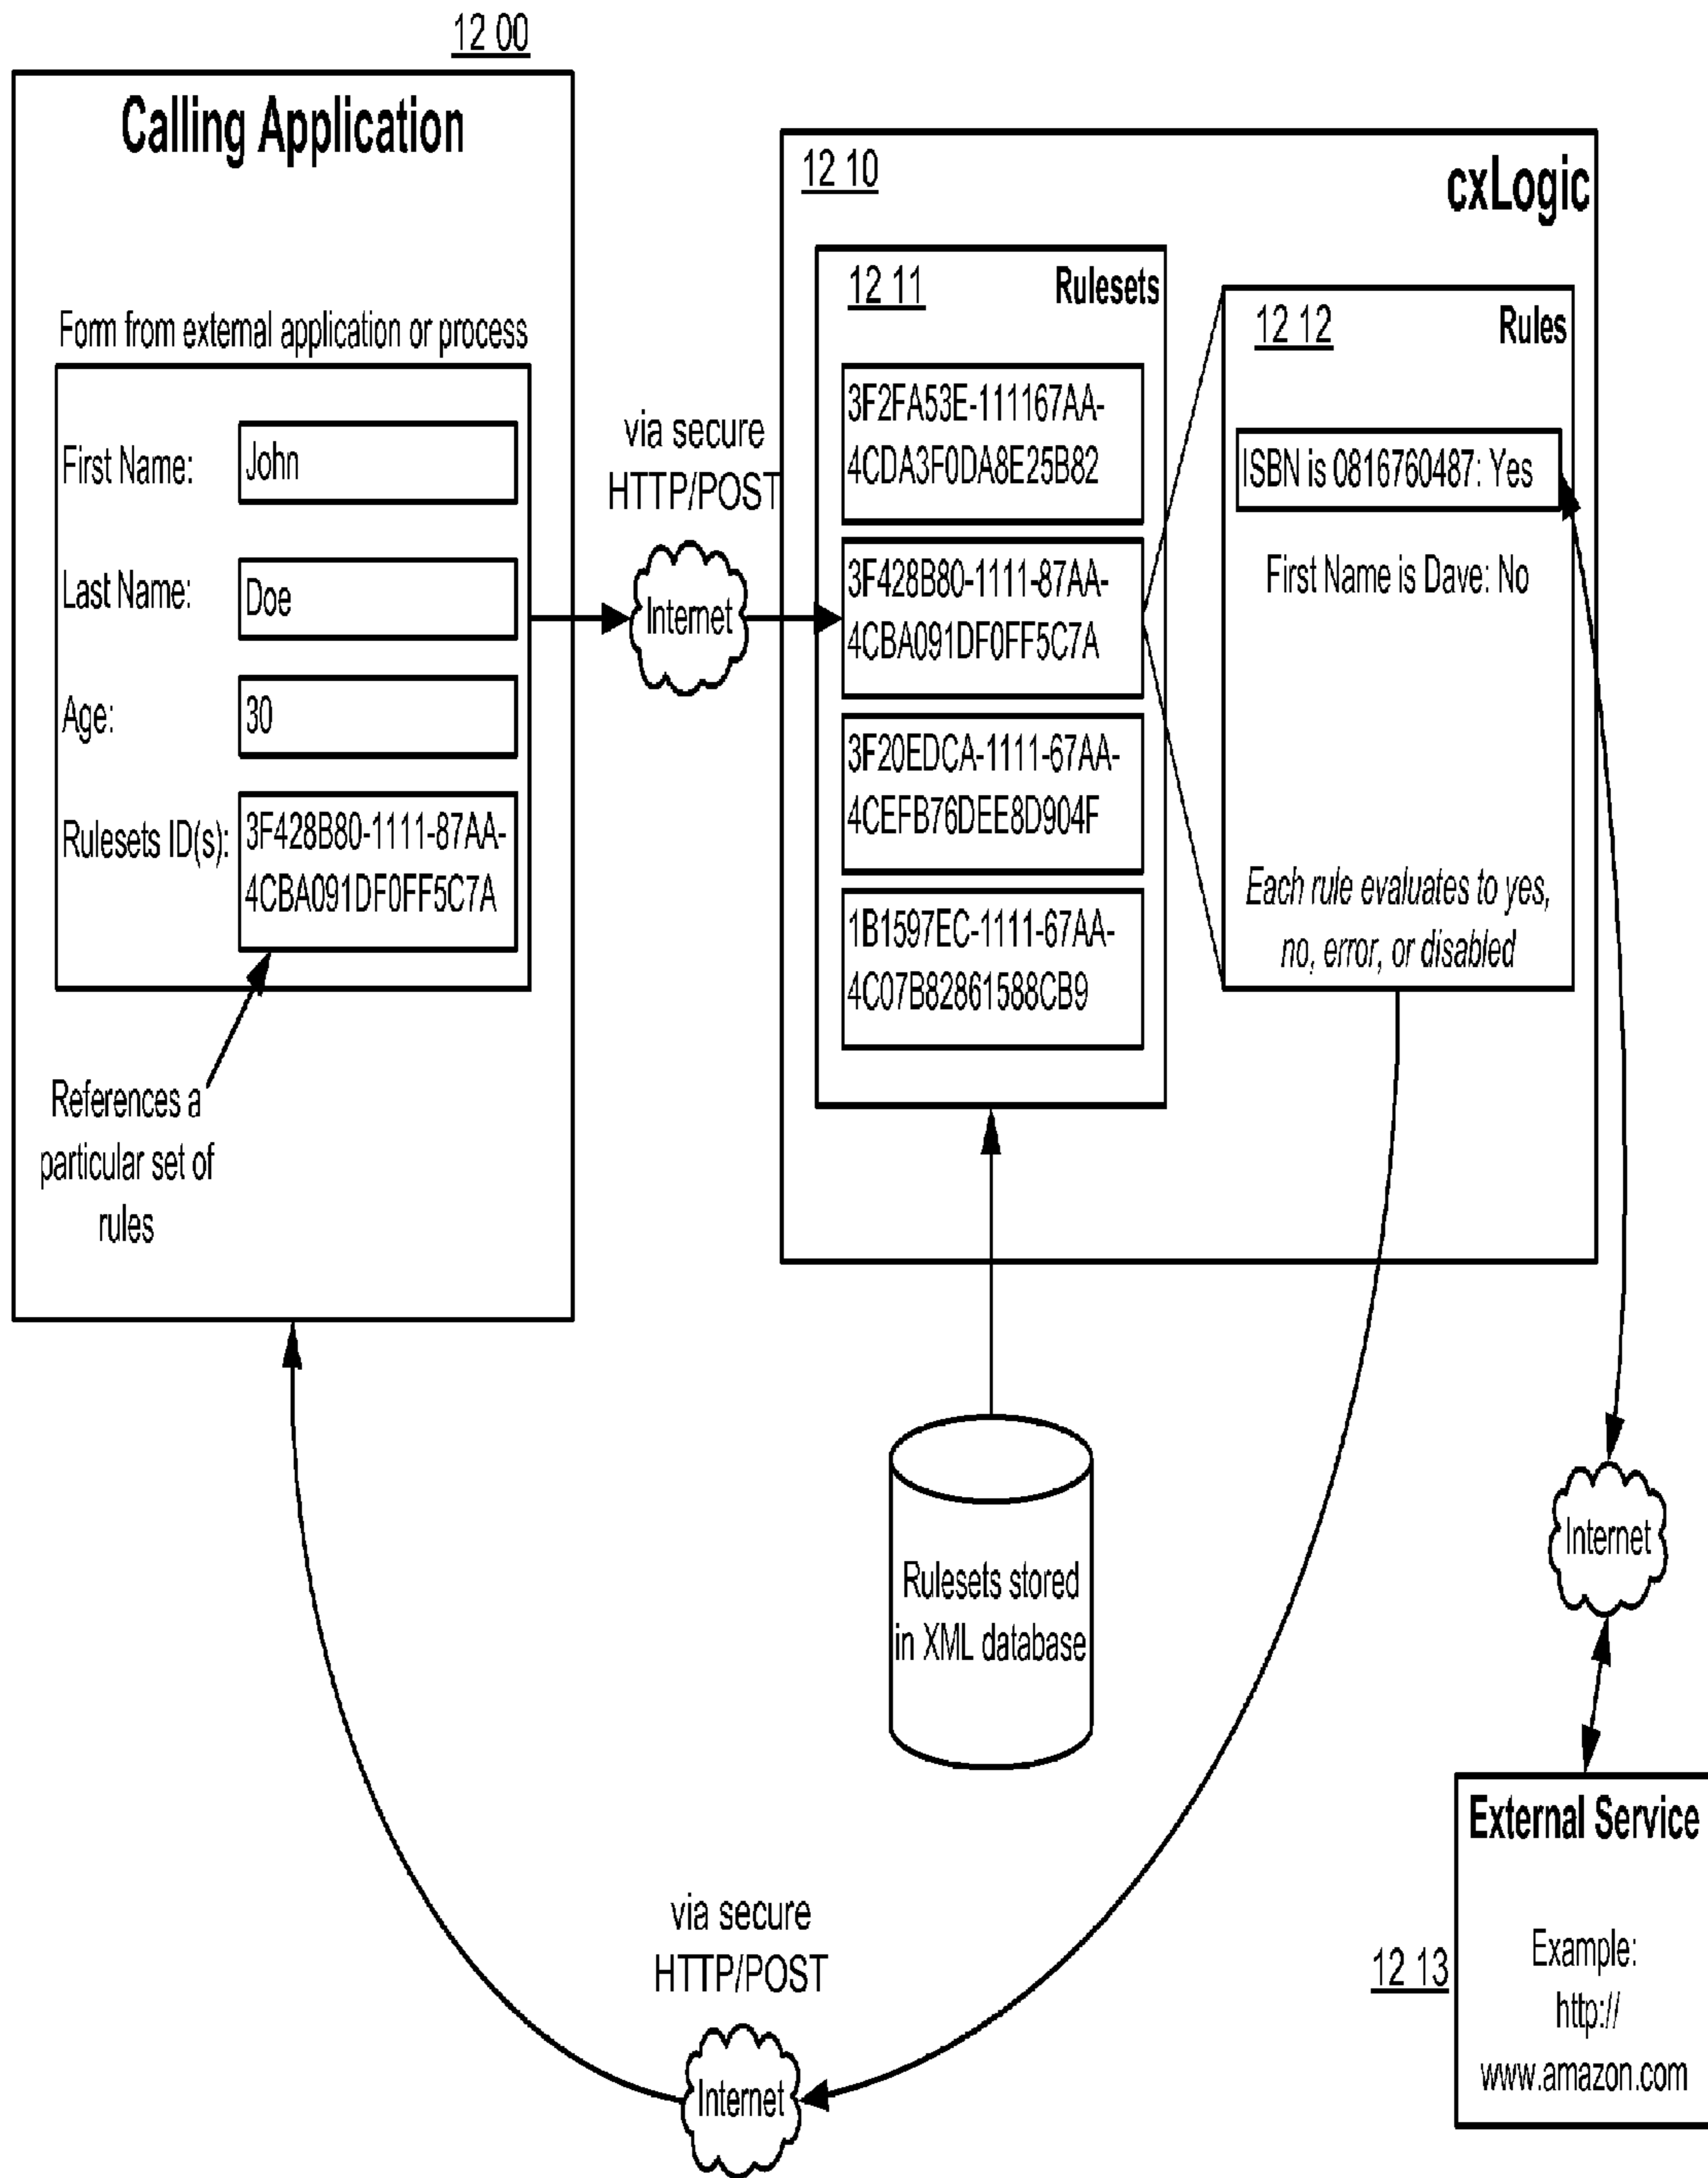 12 00
Calling Application
Form from external application or process
First Name:
John
Last Name:
Doe
Age:
30
Rulesets ID(s):
3F428B80-1111-87AA-
4CBA091DF0FF5C7A
References a
particular set of
rules
via secure
HTTP/POST
Internet
12 10
cxLogic
12 11
Rulesets
3F2FA53E-111167AA-
4CDA3F0DA8E25B82
3F428B80-1111-87AA-
4CBA091DF0FF5C7A
3F20EDCA-1111-67AA-
4CEFB76DEE8D904F
1B1597EC-1111-67AA-
4C07B82861588CB9
12 12
Rules
ISBN is 0816760487: Yes
First Name is Dave: No
Each rule evaluates to yes,
no, error, or disabled
Rulesets stored
in XML database
Internet
12 13
External Service
Example:
http://
www.amazon.com
via secure
HTTP/POST
Internet